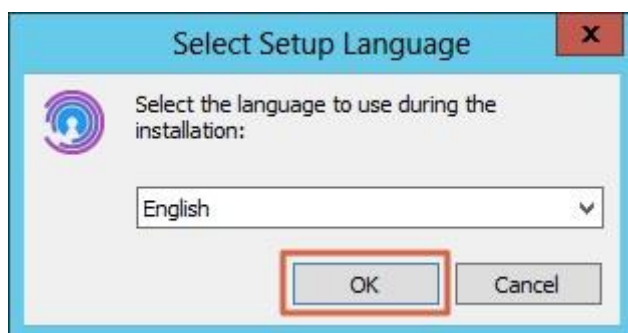 Select Setup Language
x
Select the language to use during the
installation:
English
OK
Cancel